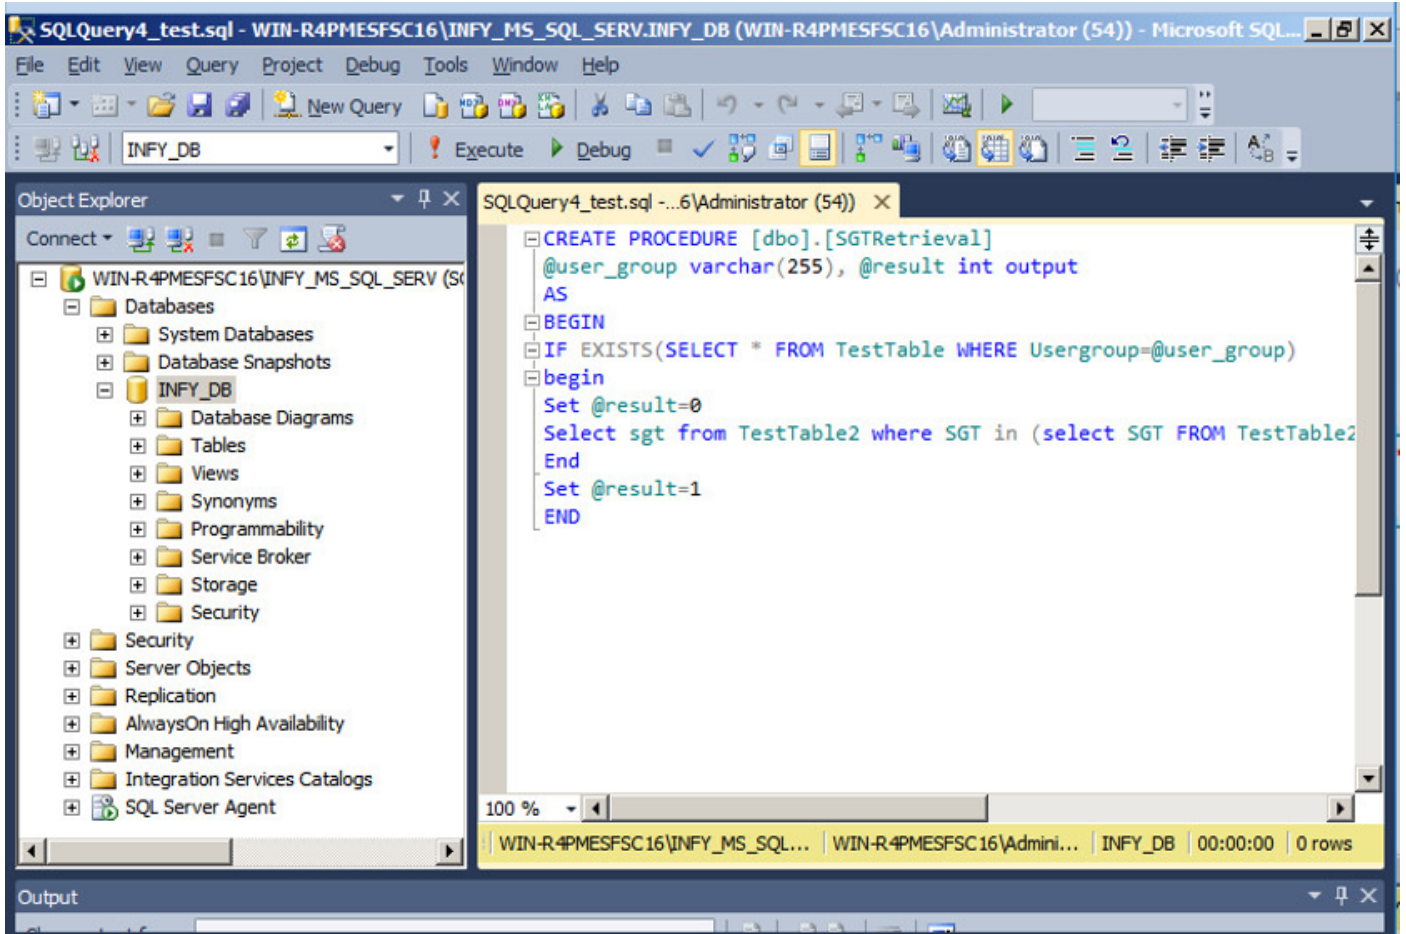 SQLQuery4_test.sql - WIN-R4PMESFSC16\INFY_MS_SQL_SERV.INFY_DB (WIN-R4PMESFSC16\Administrator (54)) - Microsoft SQL...
File Edit View Query Project Debug Tools Window Help
New Query
INFY_DB Execute Debug
Object Explorer
SQLQuery4_test.sql -...6\Administrator (54))
Connect
WIN-R4PMESFSC16\INFY_MS_SQL_SERV (S
Databases
System Databases
Database Snapshots
INFY_DB
Database Diagrams
Tables
Views
Synonyms
Programmability
Service Broker
Storage
Security
Security
Server Objects
Replication
AlwaysOn High Availability
Management
Integration Services Catalogs
SQL Server Agent
CREATE PROCEDURE [dbo].[SGTRetrieval]
@user_group varchar(255), @result int output
AS
BEGIN
IF EXISTS(SELECT * FROM TestTable WHERE Usergroup=@user_group)
begin
Set @result=0
Select sgt from TestTable2 where SGT in (select SGT FROM TestTable2
End
Set @result=1
END
100 %
WIN-R4PMESFSC16\INFY_MS_SQL... WIN-R4PMESFSC16\Admini... INFY_DB 00:00:00 0 rows
Output